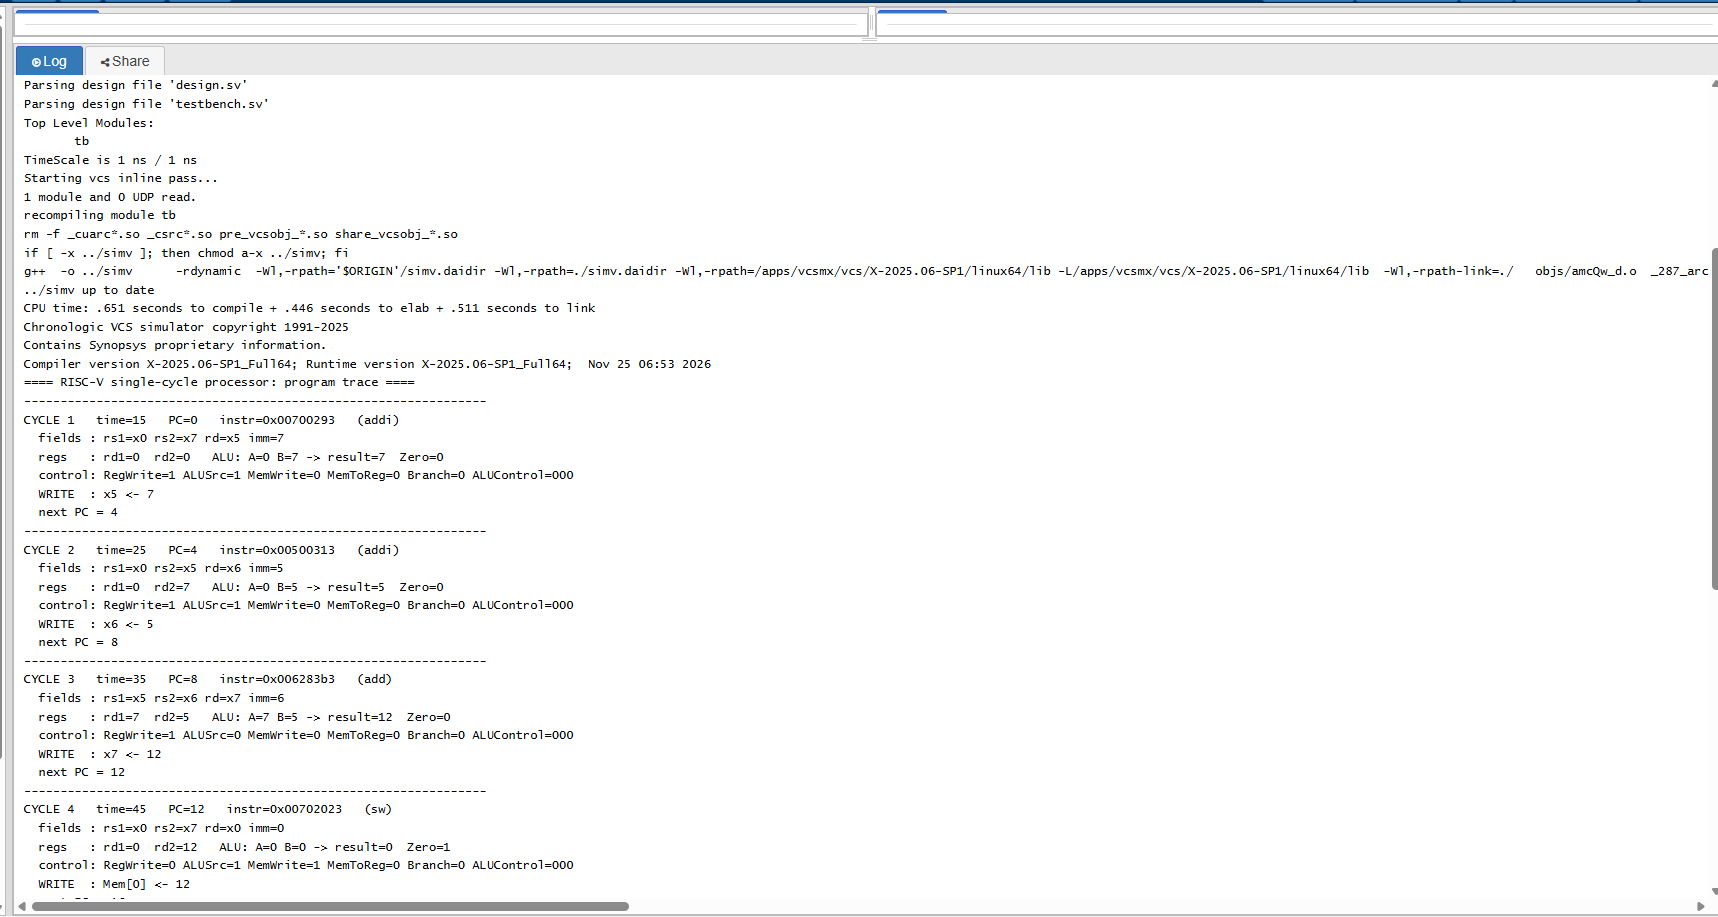 Log
Share
Parsing design file 'design.sv'
Parsing design file 'testbench.sv'
Top Level Modules:
tb
TimeScale is 1 ns / 1 ns
Starting vcs inline pass...
1 module and 0 UDP read.
recompiling module tb
rm -f _cuarc*.so _csrc*.so pre_vcsobj_*.so share_vcsobj_*.so
if [ -x ../simv ]; then chmod a-x ../simv; fi
g++ -o ../simv -rdynamic -Wl,-rpath='$ORIGIN'/simv.daidir -Wl,-rpath=./simv.daidir -Wl,-rpath=/apps/vcsmx/vcs/X-2025.06-SP1/linux64/lib -L/apps/vcsmx/vcs/X-2025.06-SP1/linux64/lib -Wl,-rpath-link=./ objs/amcQw_d.o _287_arc
../simv up to date
CPU time: .651 seconds to compile + .446 seconds to elab + .511 seconds to link
Chronologic VCS simulator copyright 1991-2025
Contains Synopsys proprietary information.
Compiler version X-2025.06-SP1_Full64; Runtime version X-2025.06-SP1_Full64; Nov 25 06:53 2026
==== RISC-V single-cycle processor: program trace ====
----------------------------------------------------------------
CYCLE 1 time=15 PC=0 instr=0x00700293 (addi)
fields : rs1=x0 rs2=x7 rd=x5 imm=7
regs : rd1=0 rd2=0 ALU: A=0 B=7 -> result=7 Zero=0
control: RegWrite=1 ALUSrc=1 MemWrite=0 MemToReg=0 Branch=0 ALUControl=000
WRITE : x5 <- 7
next PC = 4
----------------------------------------------------------------
CYCLE 2 time=25 PC=4 instr=0x00500313 (addi)
fields : rs1=x0 rs2=x5 rd=x6 imm=5
regs : rd1=0 rd2=7 ALU: A=0 B=5 -> result=5 Zero=0
control: RegWrite=1 ALUSrc=1 MemWrite=0 MemToReg=0 Branch=0 ALUControl=000
WRITE : x6 <- 5
next PC = 8
----------------------------------------------------------------
CYCLE 3 time=35 PC=8 instr=0x006283b3 (add)
fields : rs1=x5 rs2=x6 rd=x7 imm=6
regs : rd1=7 rd2=5 ALU: A=7 B=5 -> result=12 Zero=0
control: RegWrite=1 ALUSrc=0 MemWrite=0 MemToReg=0 Branch=0 ALUControl=000
WRITE : x7 <- 12
next PC = 12
----------------------------------------------------------------
CYCLE 4 time=45 PC=12 instr=0x00702023 (sw)
fields : rs1=x0 rs2=x7 rd=x0 imm=0
regs : rd1=0 rd2=12 ALU: A=0 B=0 -> result=0 Zero=1
control: RegWrite=0 ALUSrc=1 MemWrite=1 MemToReg=0 Branch=0 ALUControl=000
WRITE : Mem[0] <- 12